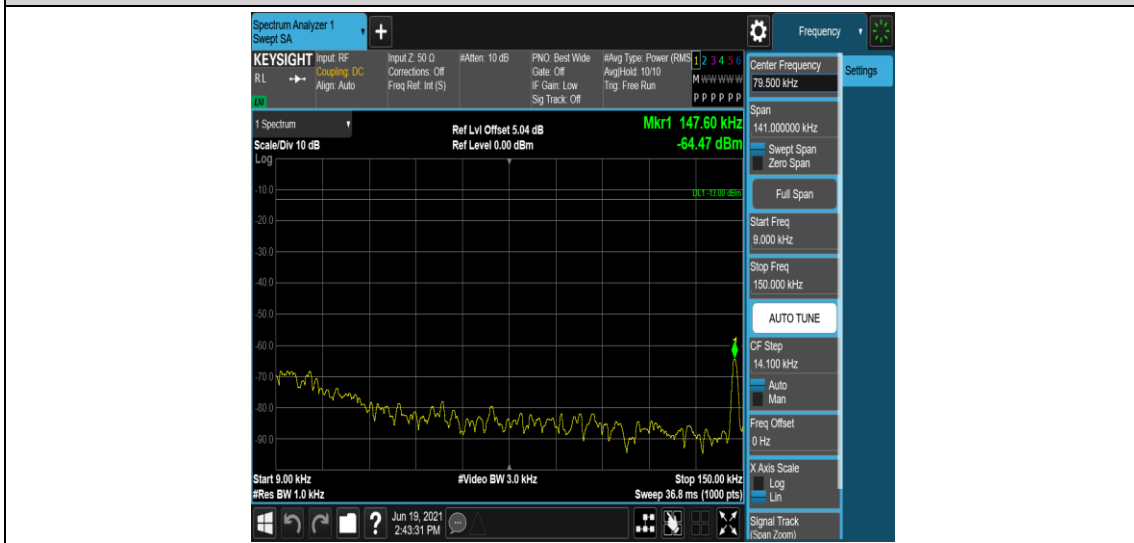 Spectrum Analyzer 1
Swept SA
+
Frequency
KEYSIGHT
Input: RF
Input Z: 50 Ω
#Atten: 10 dB
PNO: Best Wide
#Avg Type: Power (RMS
1 2 3 4 5 6
RL
Coupling: DC
Corrections: Off
Gate: Off
Avg|Hold: 10/10
M W W W W W
Align: Auto
Freq Ref: Int (S)
IF Gain: Low
Trig: Free Run
Sig Track: Off
P P P P P P
Center Frequency
79.500 kHz
Settings
Span
141.000000 kHz
Swept Span
Zero Span
Full Span
Start Freq
9.000 kHz
Stop Freq
150.000 kHz
AUTO TUNE
CF Step
14.100 kHz
Auto
Man
Freq Offset
0 Hz
X Axis Scale
Log
Lin
Signal Track
(Span Zoom)
1 Spectrum
Ref Lvl Offset 5.04 dB
Mkr1 147.60 kHz
Scale/Div 10 dB
Ref Level 0.00 dBm
-64.47 dBm
Log
DL1 -13.00 dBm
-10.0
-20.0
-30.0
-40.0
-50.0
-60.0
-70.0
-80.0
-90.0
1
Start 9.00 kHz
#Video BW 3.0 kHz
Stop 150.00 kHz
#Res BW 1.0 kHz
Sweep 36.8 ms (1000 pts)
?
Jun 19, 2021
2:43:31 PM